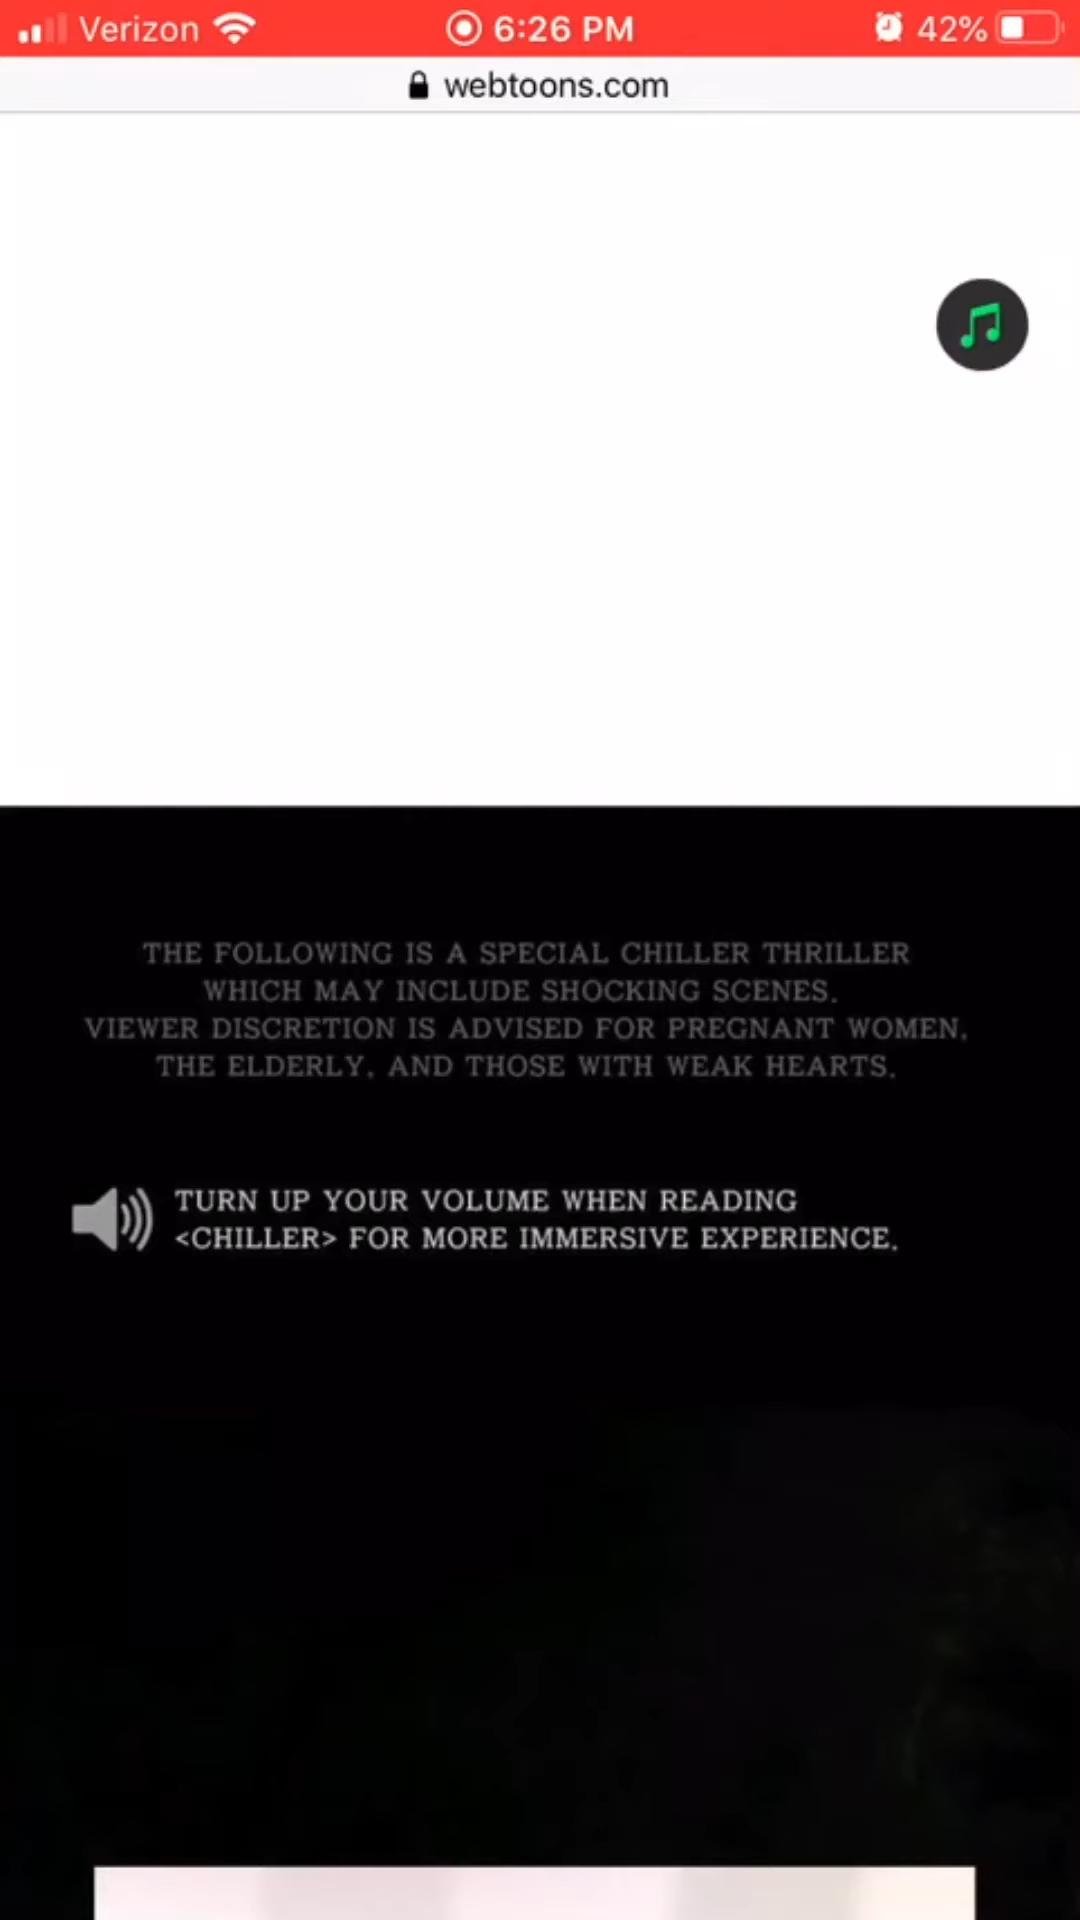 Verizon 6:26 PM 42%
webtoons.com
THE FOLLOWING IS A SPECIAL CHILLER THRILLER
WHICH MAY INCLUDE SHOCKING SCENES.
VIEWER DISCRETION IS ADVISED FOR PREGNANT WOMEN,
THE ELDERLY, AND THOSE WITH WEAK HEARTS.
TURN UP YOUR VOLUME WHEN READING
<CHILLER> FOR MORE IMMERSIVE EXPERIENCE.